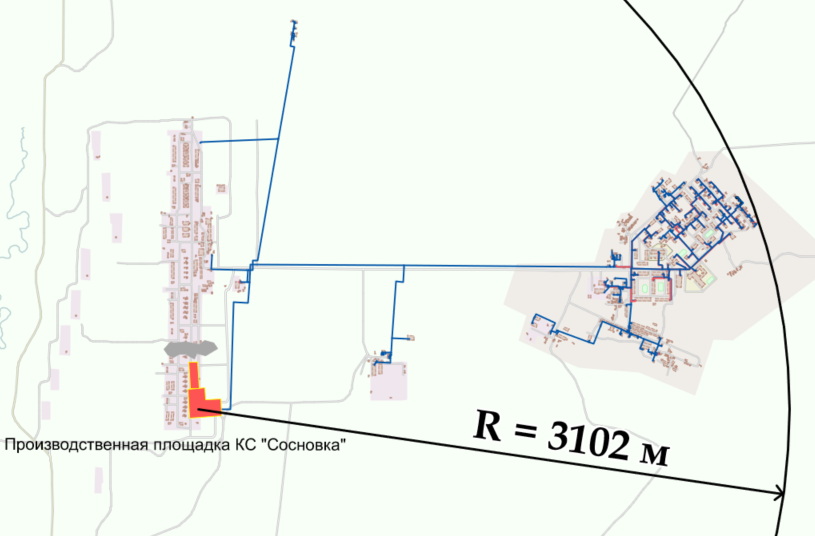 R = 3102 м
Производственная площадка КС "Сосновка"